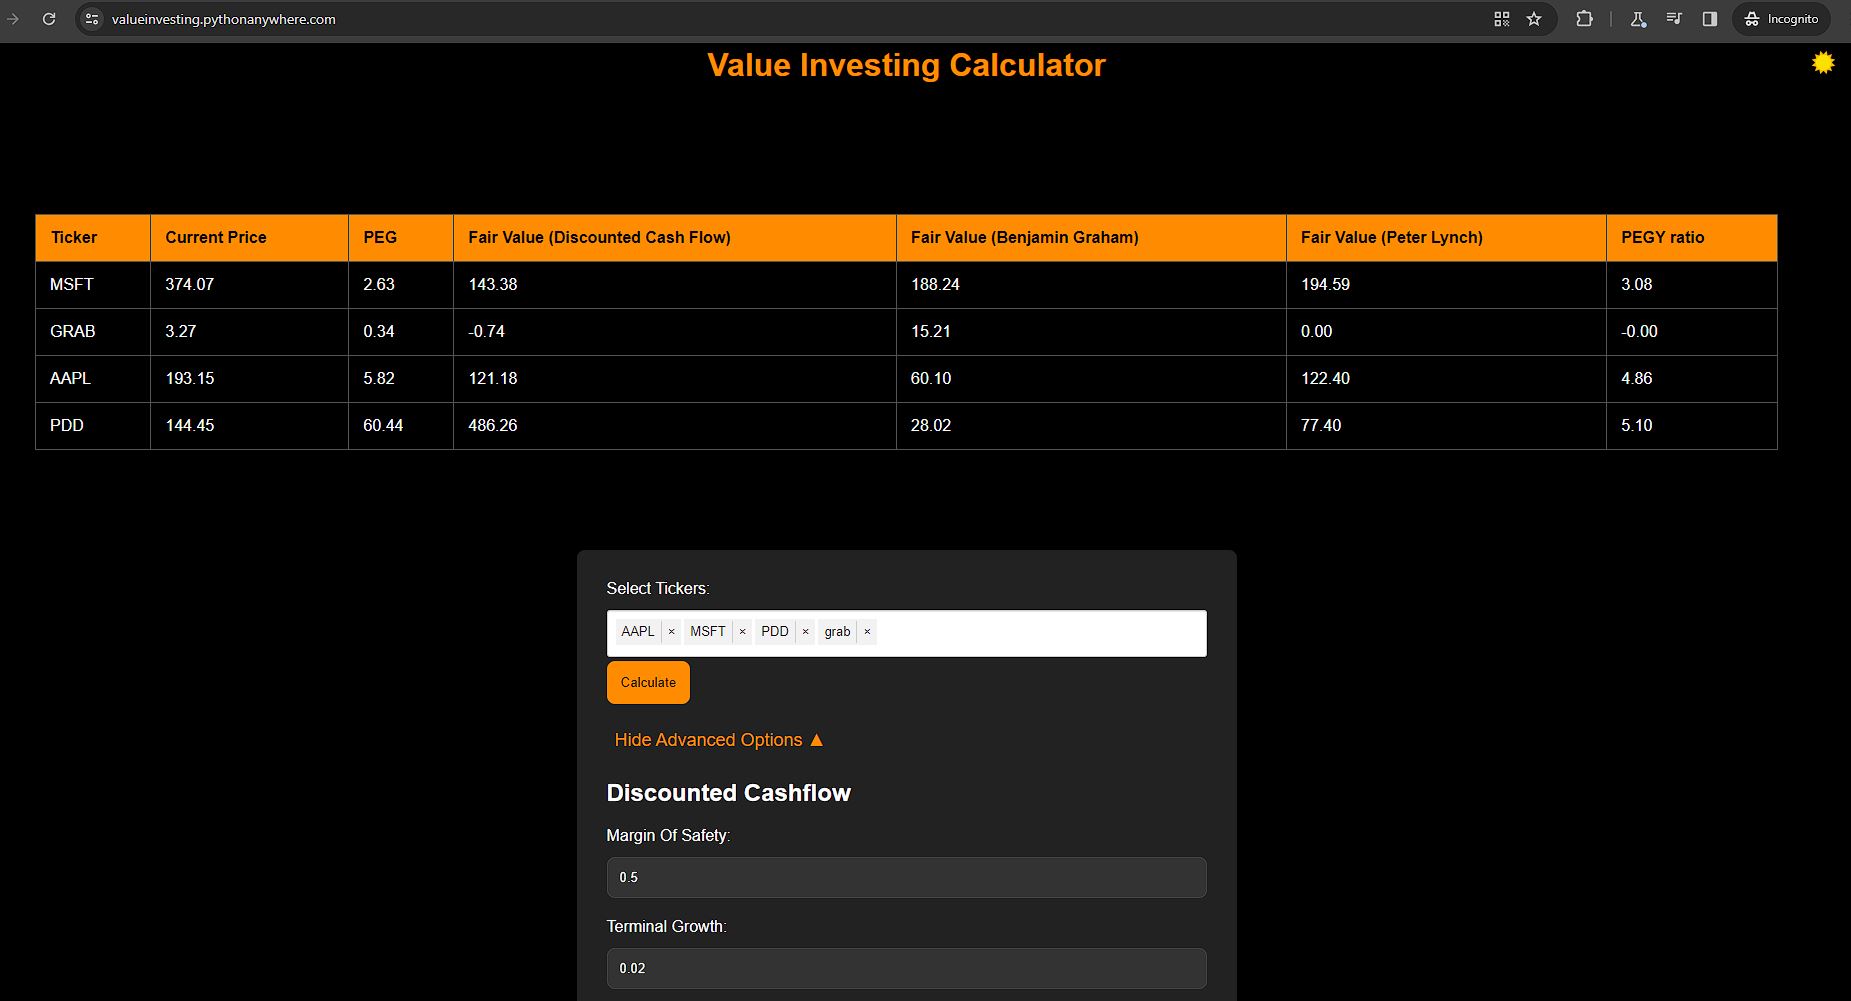 valueinvesting.pythonanywhere.com
Incognito
Value Investing Calculator
Ticker Current Price PEG Fair Value (Discounted Cash Flow) Fair Value (Benjamin Graham) Fair Value (Peter Lynch) PEGY ratio
MSFT 374.07 2.63 143.38 188.24 194.59 3.08
GRAB 3.27 0.34 -0.74 15.21 0.00 -0.00
AAPL 193.15 5.82 121.18 60.10 122.40 4.86
PDD 144.45 60.44 486.26 28.02 77.40 5.10
Select Tickers:
AAPL × MSFT × PDD × grab ×
Calculate
Hide Advanced Options ▲
Discounted Cashflow
Margin Of Safety:
0.5
Terminal Growth:
0.02